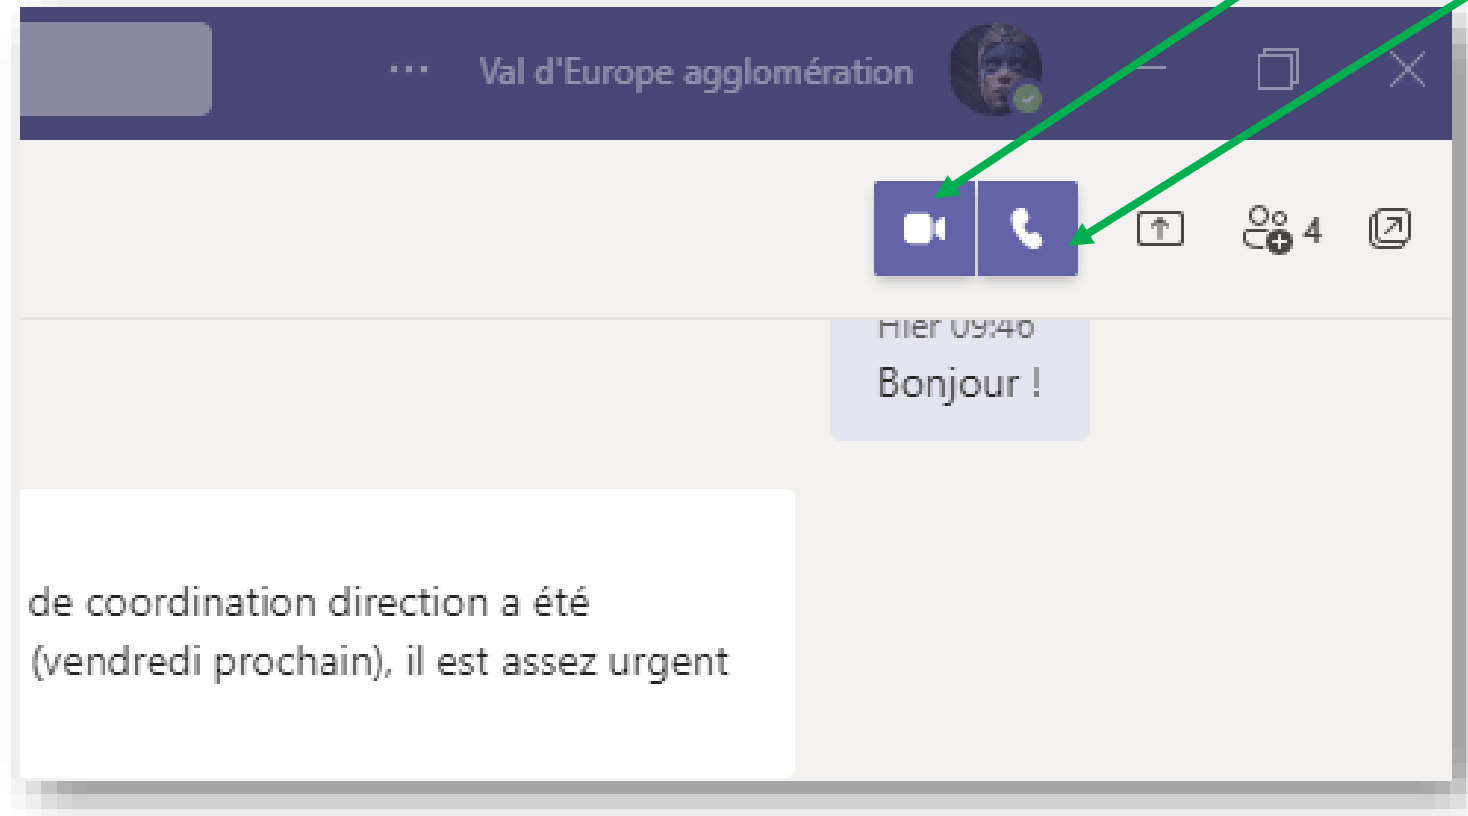 Val d'Europe agglomération
4
Hier 09:46
Bonjour !
de coordination direction a été
(vendredi prochain), il est assez urgent